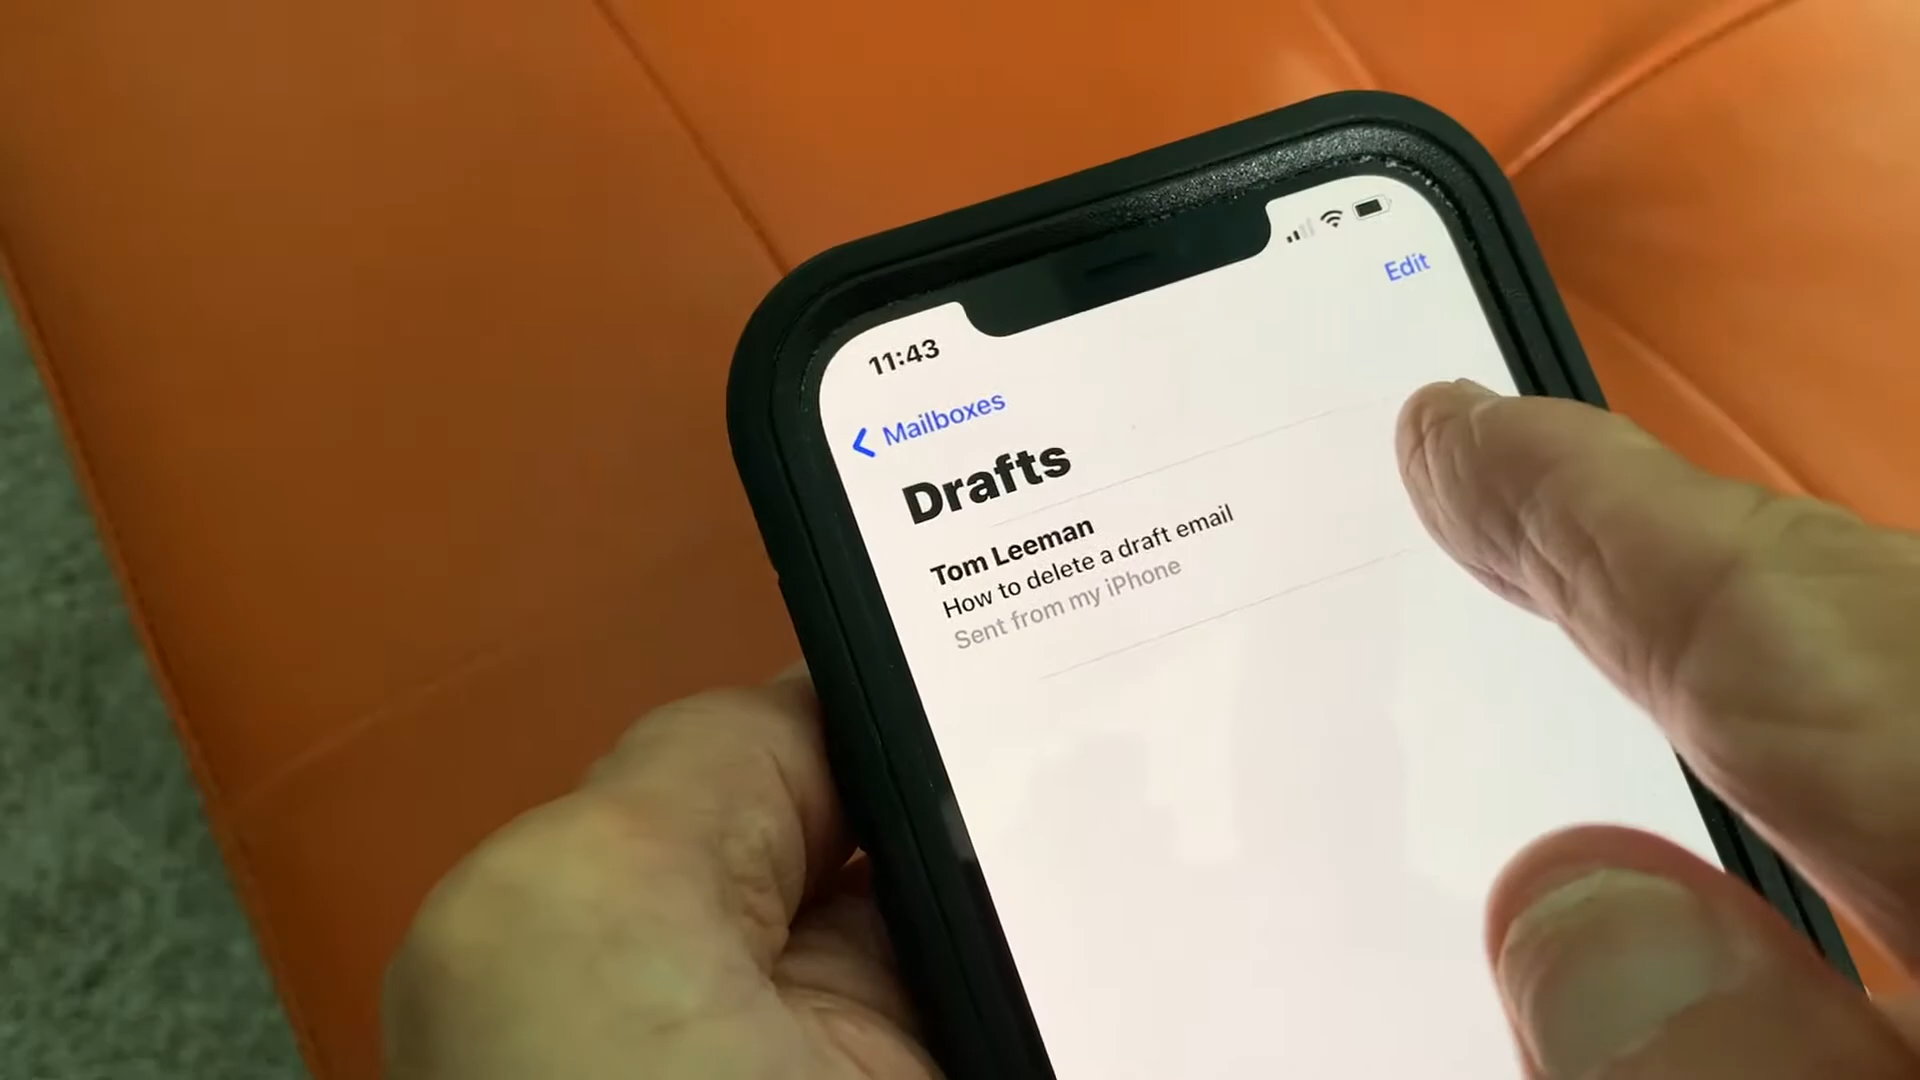 11:43
Edit
Mailboxes
Drafts
Tom Leeman
How to delete a draft email
Sent from my iPhone